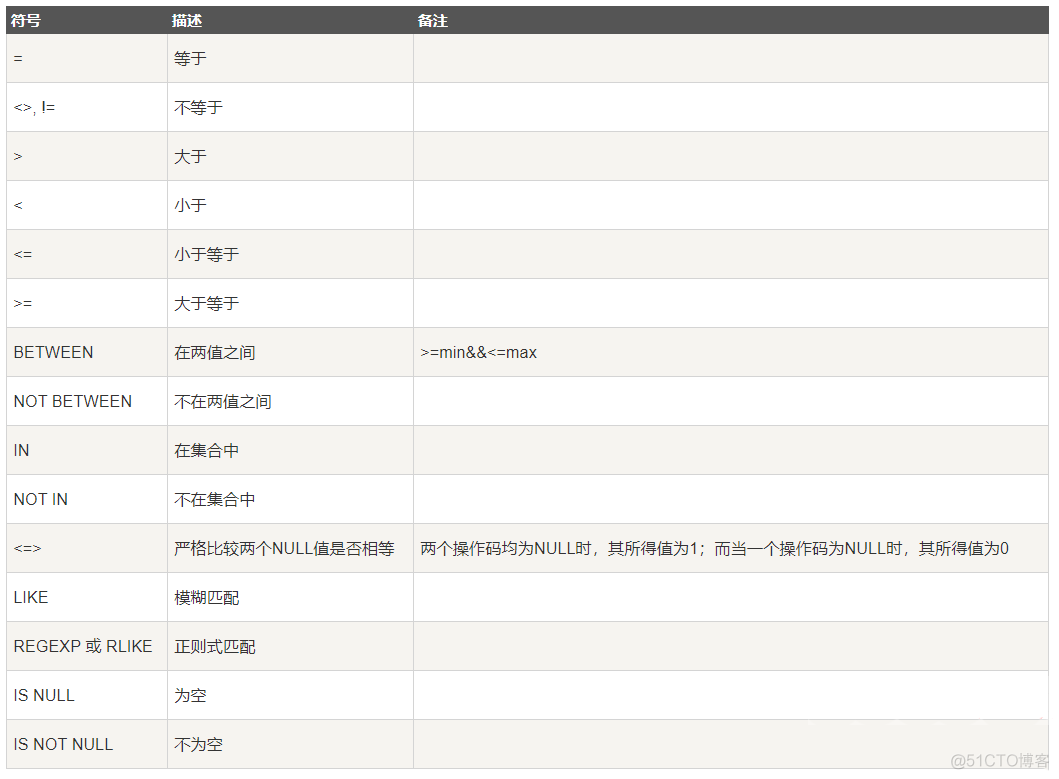 符号 描述 备注
= 等于
<>, != 不等于
> 大于
< 小于
<= 小于等于
>= 大于等于
BETWEEN 在两值之间 >=min&&<=max
NOT BETWEEN 不在两值之间
IN 在集合中
NOT IN 不在集合中
<=> 严格比较两个NULL值是否相等 两个操作码均为NULL时，其所得值为1；而当一个操作码为NULL时，其所得值为0
LIKE 模糊匹配
REGEXP 或 RLIKE 正则式匹配
IS NULL 为空
IS NOT NULL 不为空
@51CTO博客